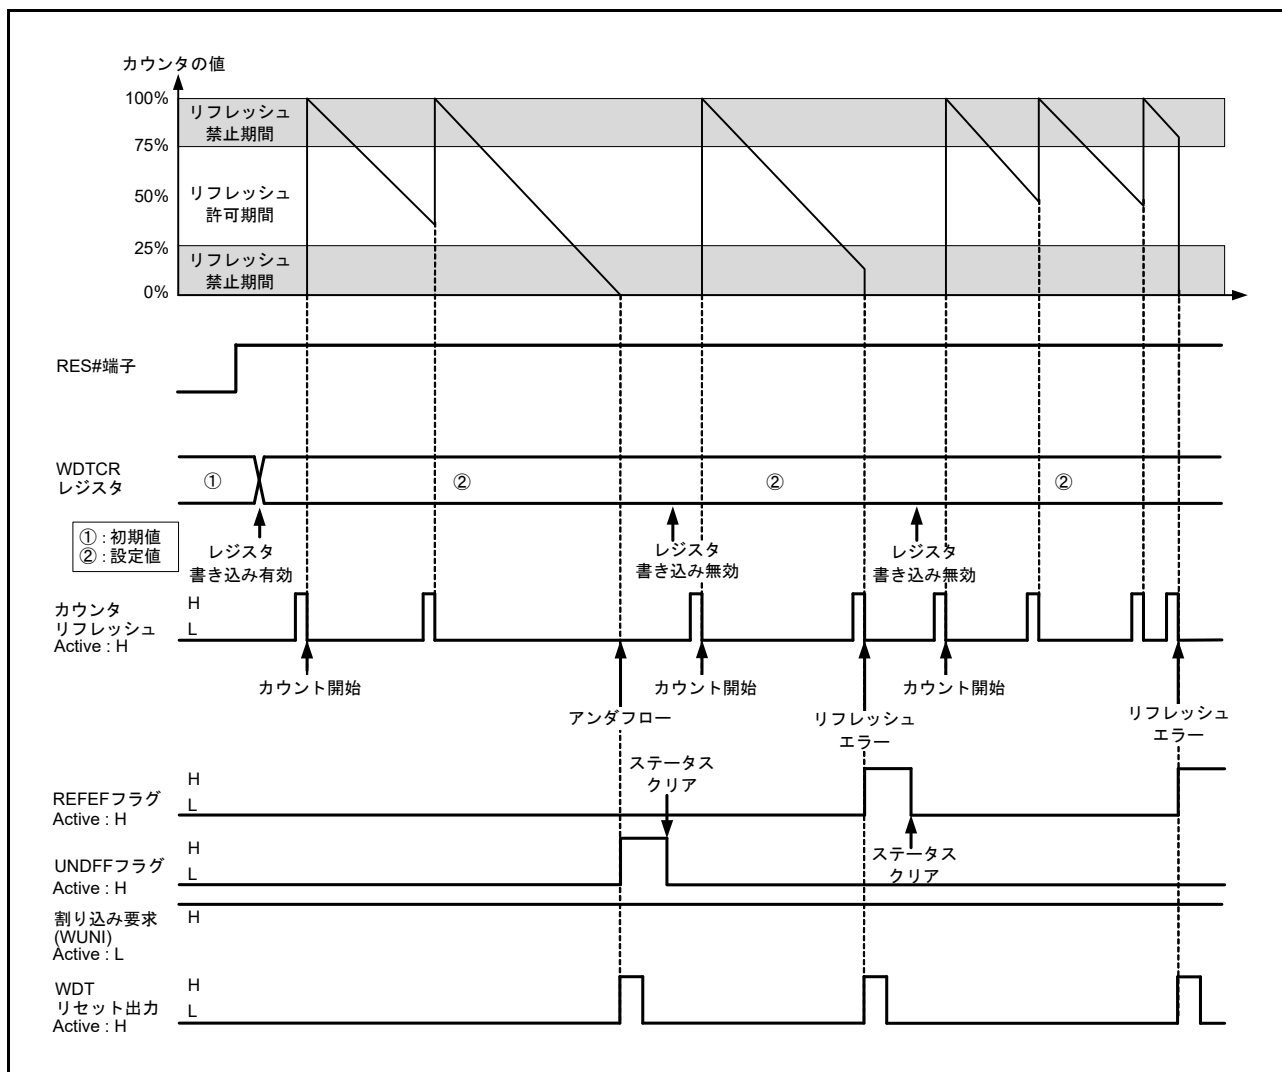 カウンタの値
100%
リフレッシュ
禁止期間
75%
50%
リフレッシュ
許可期間
25%
リフレッシュ
禁止期間
0%
RES#端子
WDTCR
レジスタ
①
②
②
②
① : 初期値
② : 設定値
レジスタ
書き込み有効
レジスタ
書き込み無効
レジスタ
書き込み無効
カウンタ
リフレッシュ
Active : H
H
L
カウント開始
カウント開始
カウント開始
アンダフロー
リフレッシュ
エラー
リフレッシュ
エラー
ステータス
クリア
REFEFフラグ
Active : H
H
L
ステータス
クリア
UNDFFフラグ
Active : H
H
L
割り込み要求
(WUNI)
Active : L
H
WDT
リセット出力
Active : H
H
L